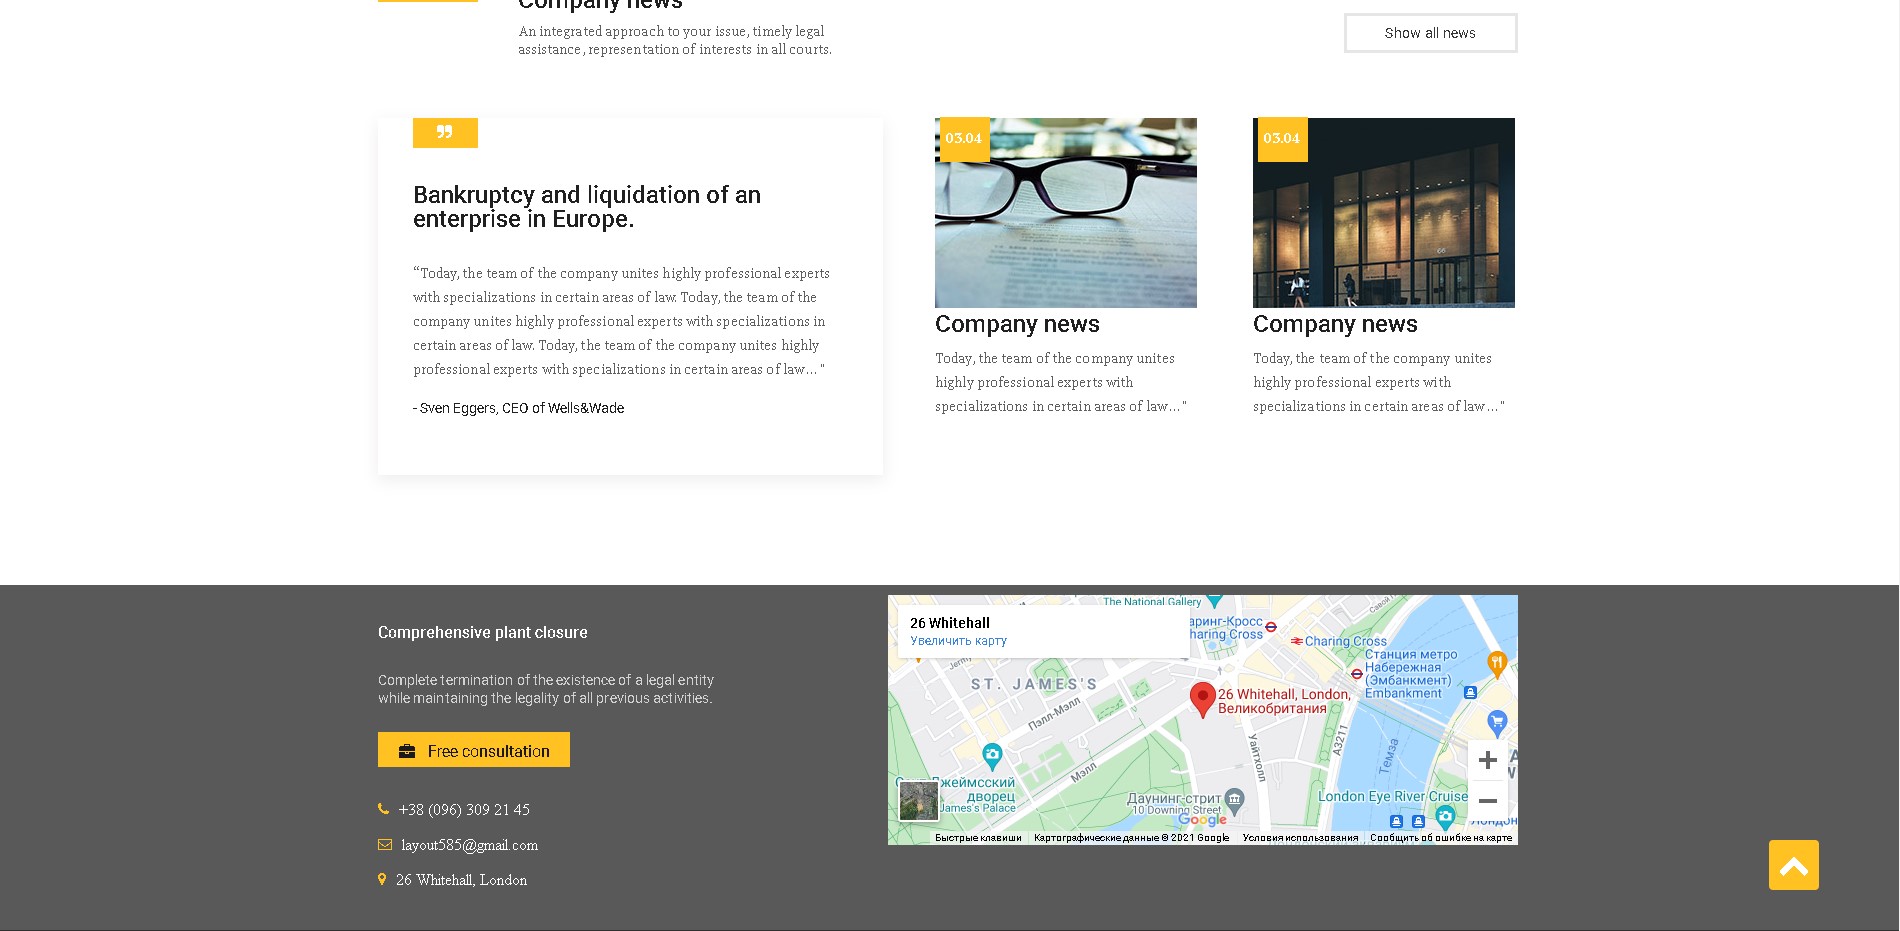 Company news
An integrated approach to your issue, timely legal
assistance, representation of interests in all courts.
Show all news
Bankruptcy and liquidation of an
enterprise in Europe.
“Today, the team of the company unites highly professional experts
with specializations in certain areas of law. Today, the team of the
company unites highly professional experts with specializations in
certain areas of law. Today, the team of the company unites highly
professional experts with specializations in certain areas of law…"
- Sven Eggers, CEO of Wells&Wade
03.04
Company news
Today, the team of the company unites
highly professional experts with
specializations in certain areas of law…"
03.04
66
Company news
Today, the team of the company unites
highly professional experts with
specializations in certain areas of law…"
Comprehensive plant closure
Complete termination of the existence of a legal entity
while maintaining the legality of all previous activities.
Free consultation
+38 (096) 309 21 45
layout585@gmail.com
26 Whitehall, London
26 Whitehall
Увеличить карту
The National Gallery
аринг-Кросс
haring Cross
Charing Cross
Станция метро
Набережная
(Эмбанкмент)
Embankment
ST. JAMES'S
26 Whitehall, London,
Великобритания
Пэлл-Мэлл
Мэлл
Уайтхолл
A3211
Темза
Джеймсский
дворец
James's Palace
Даунинг-стрит
10 Downing Street
London Eye River Cruise
Google
Быстрые клавиши
Картографические данные © 2021 Google
Условия использования
Сообщить об ошибке на карте